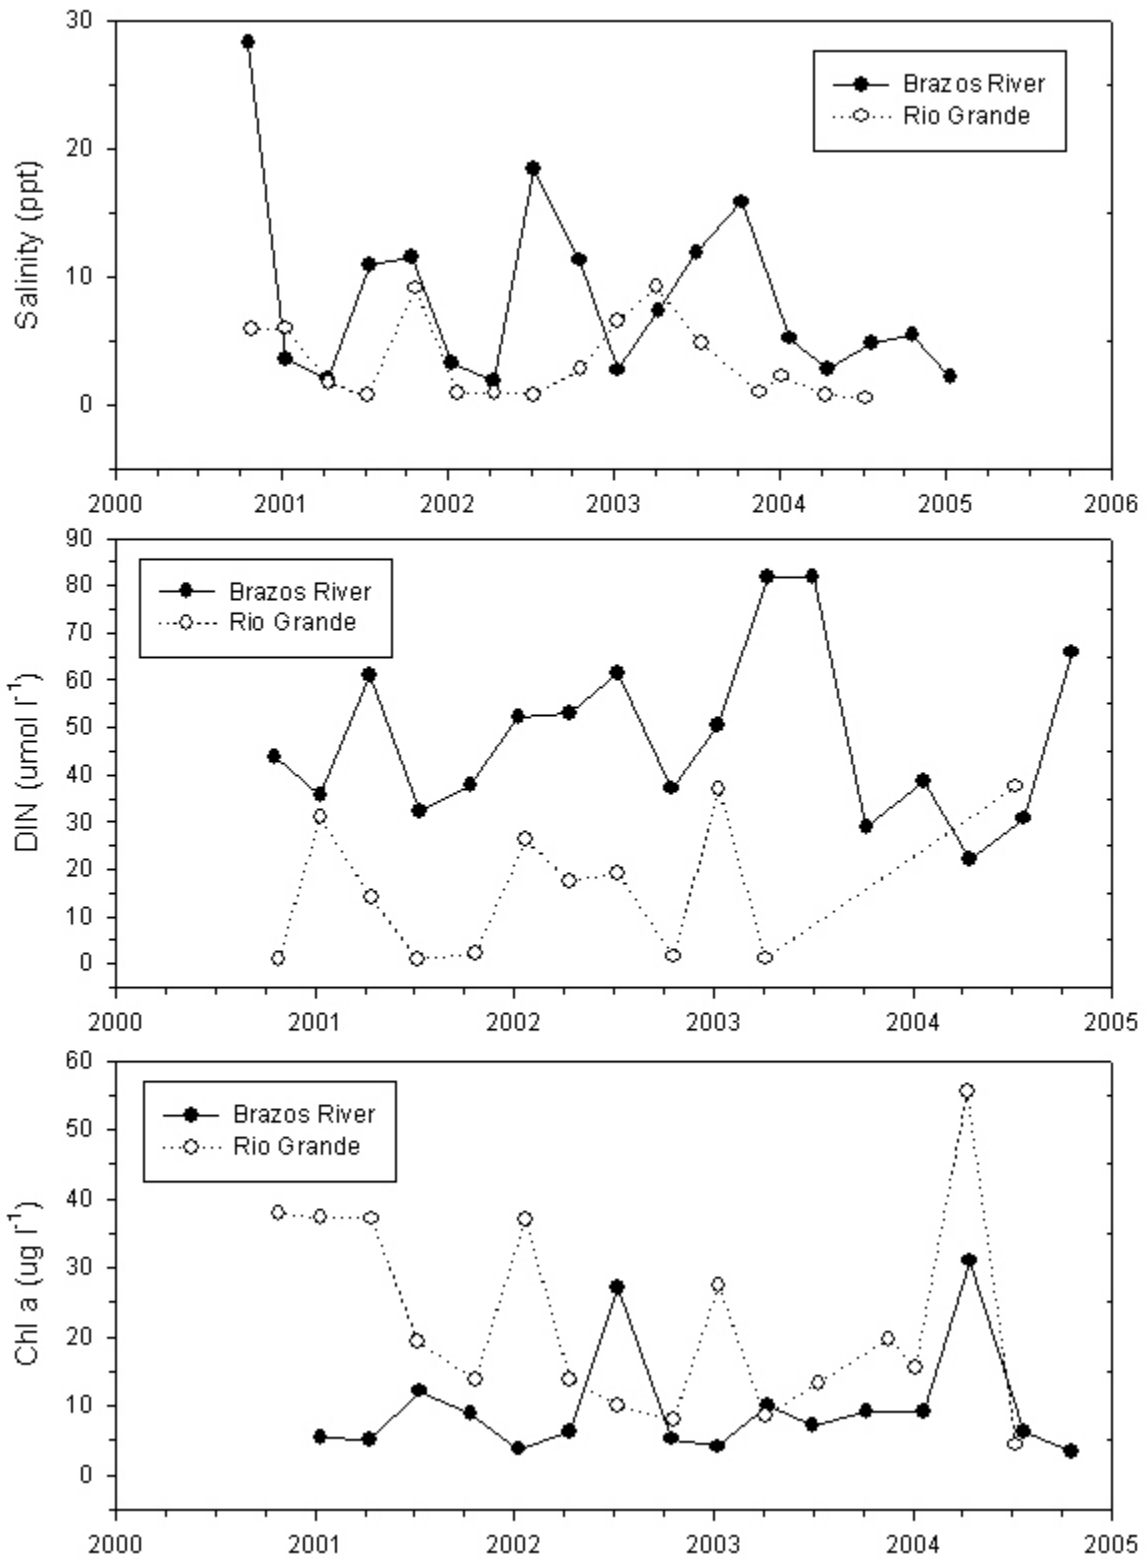 30
20
10
0
Salinity (ppt)
Brazos River
Rio Grande
2000 2001 2002 2003 2004 2005 2006
90
80
70
60
50
40
30
20
10
0
DIN (umol l⁻¹)
Brazos River
Rio Grande
2000 2001 2002 2003 2004 2005
60
50
40
30
20
10
0
Chl a (ug l⁻¹)
Brazos River
Rio Grande
2000 2001 2002 2003 2004 2005